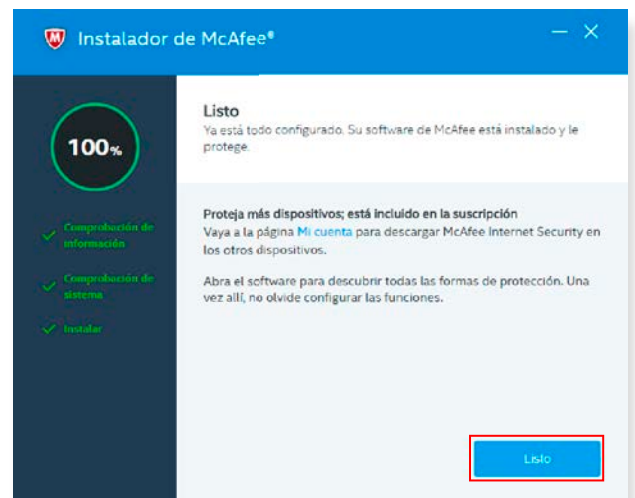 Instalador de McAfee®
Listo
Ya está todo configurado. Su software de McAfee está instalado y le
protege.
100%
Comprobación de
información
Comprobación de
sistema
Instalar
Proteja más dispositivos; está incluido en la suscripción
Vaya a la página Mi cuenta para descargar McAfee Internet Security en
los otros dispositivos.
Abra el software para descubrir todas las formas de protección. Una
vez allí, no olvide configurar las funciones.
Listo